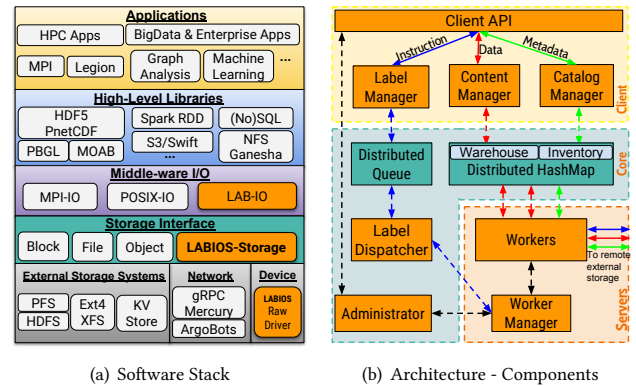 Applications
HPC Apps
BigData & Enterprise Apps
MPI
Legion
Graph
Analysis
Machine
Learning
...
High-Level Libraries
HDF5
PnetCDF
Spark RDD
(No)SQL
PBGL
MOAB
S3/Swift
...
NFS
Ganesha
Middle-ware I/O
MPI-IO
POSIX-IO
LAB-IO
Storage Interface
Block
File
Object
LABIOS-Storage
External Storage Systems
PFS
HDFS
Ext4
XFS
KV
Store
Network
gRPC
Mercury
ArgoBots
Device
LABIOS
Raw
Driver
(a) Software Stack
Client API
Instruction
Data
Metadata
Label
Manager
Content
Manager
Catalog
Manager
Client
Distributed
Queue
Warehouse
Inventory
Distributed HashMap
Core
Label
Dispatcher
Workers
To remote
external
storage
Administrator
Worker
Manager
Servers
(b) Architecture - Components